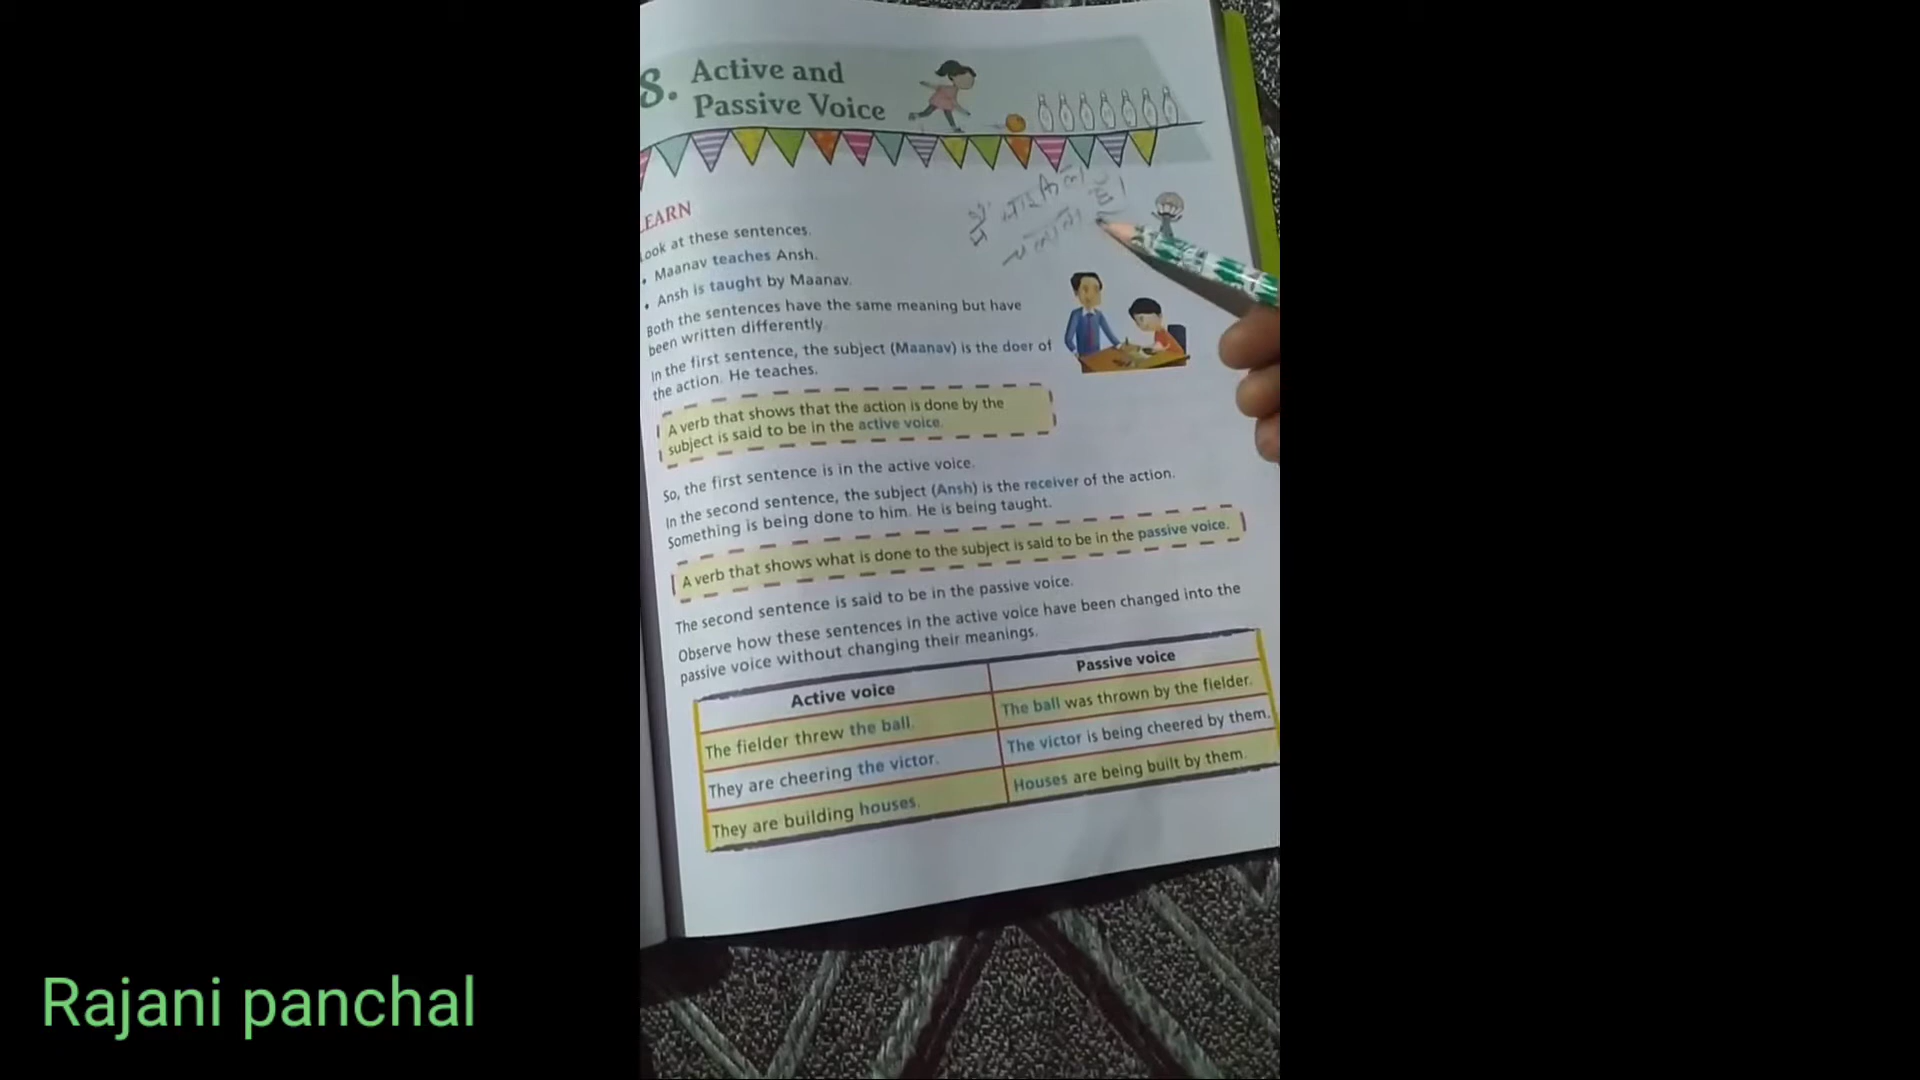 8. Active and
Passive Voice
LEARN
Look at these sentences.
• Maanav teaches Ansh.
• Ansh is taught by Maanav.
Both the sentences have the same meaning but have
been written differently.
In the first sentence, the subject (Maanav) is the doer of
the action. He teaches.
A verb that shows that the action is done by the
subject is said to be in the active voice.
So, the first sentence is in the active voice.
In the second sentence, the subject (Ansh) is the receiver of the action.
Something is being done to him. He is being taught.
A verb that shows what is done to the subject is said to be in the passive voice.
The second sentence is said to be in the passive voice.
Observe how these sentences in the active voice have been changed into the
passive voice without changing their meanings.
Active voice Passive voice
The fielder threw the ball. The ball was thrown by the fielder.
They are cheering the victor. The victor is being cheered by them.
They are building houses. Houses are being built by them.
Rajani panchal